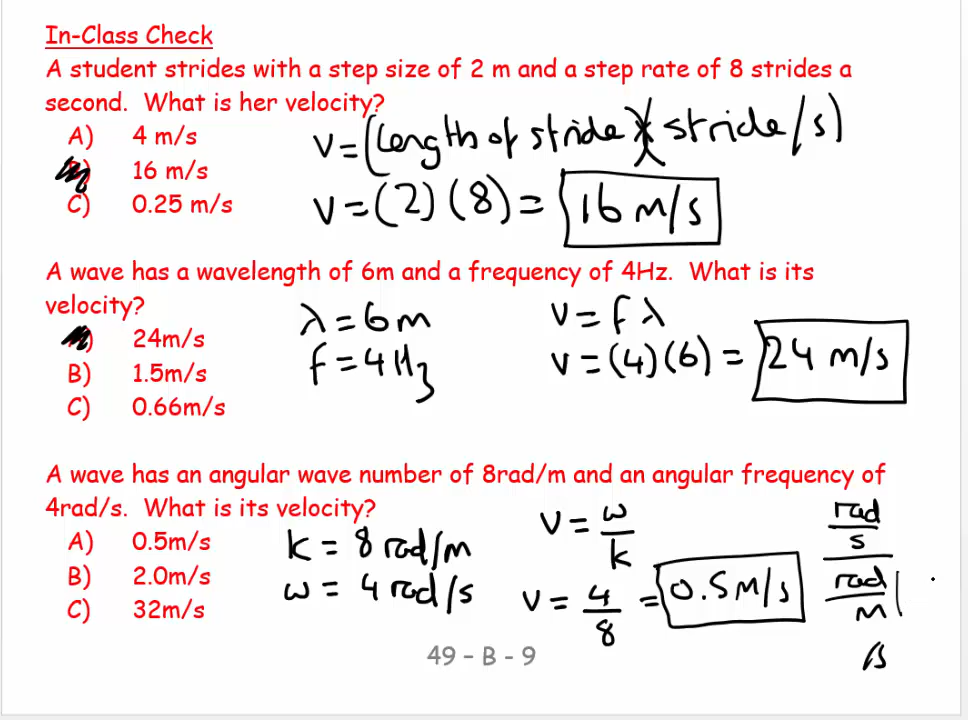 In-Class Check
A student strides with a step size of 2 m and a step rate of 8 strides a
second. What is her velocity?
A) 4 m/s
16 m/s
C) 0.25 m/s
v=(length of stride)(stride/s)
v=(2)(8)= 16 m/s
A wave has a wavelength of 6m and a frequency of 4Hz. What is its
velocity?
24m/s
B) 1.5m/s
C) 0.66m/s
λ=6m
f=4Hz
v=fλ
v=(4)(6)= 24 m/s
A wave has an angular wave number of 8rad/m and an angular frequency of
4rad/s. What is its velocity?
A) 0.5m/s
B) 2.0m/s
C) 32m/s
k = 8 rad/m
ω = 4 rad/s
v = ω/k
v = 4/8 = 0.5 m/s
rad
s
rad
m
49 - B - 9